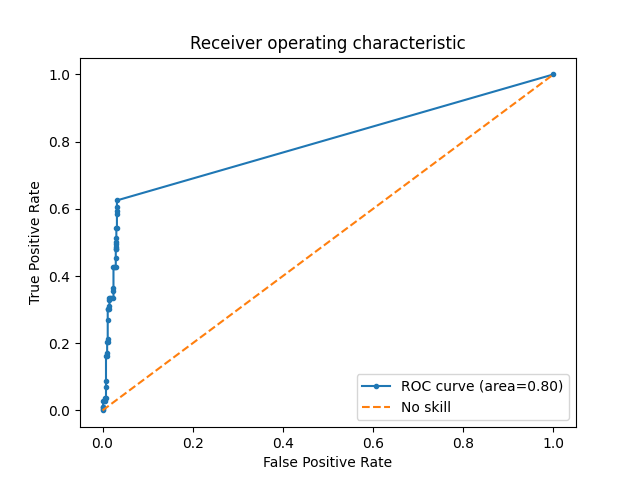 Receiver operating characteristic
True Positive Rate
1.0
0.8
0.6
0.4
0.2
0.0
ROC curve (area=0.80)
No skill
0.0 0.2 0.4 0.6 0.8 1.0
False Positive Rate